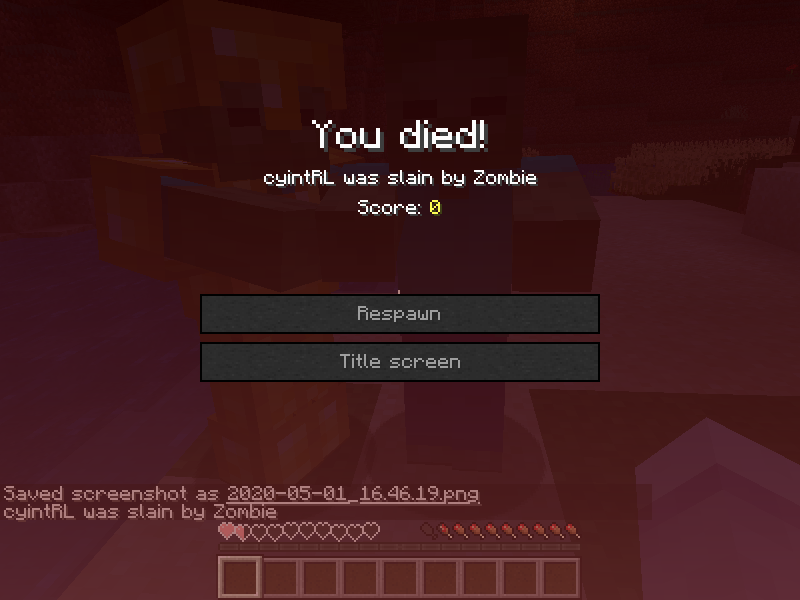 You died!
cyintRL was slain by Zombie
Score: 0
Respawn
Title screen
Saved screenshot as 2020-05-01_16.46.19.png
cyintRL was slain by Zombie